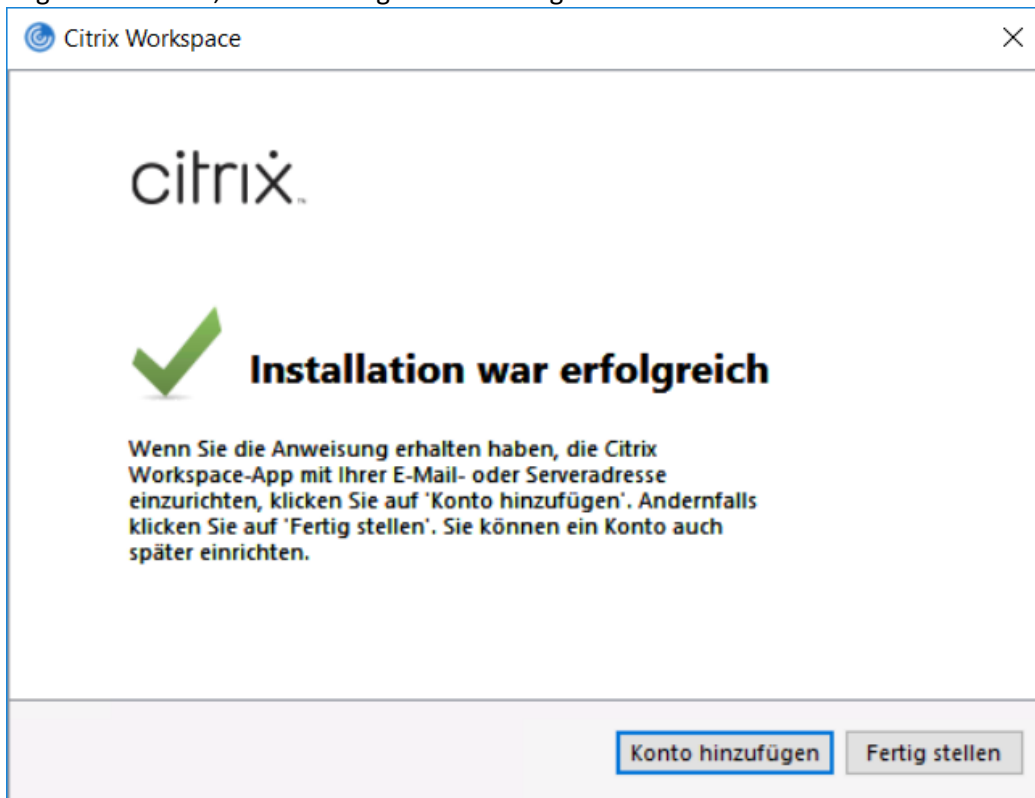 Citrix Workspace
citrix
Installation war erfolgreich
Wenn Sie die Anweisung erhalten haben, die Citrix
Workspace-App mit Ihrer E-Mail- oder Serveradresse
einzurichten, klicken Sie auf 'Konto hinzufügen'. Andernfalls
klicken Sie auf 'Fertig stellen'. Sie können ein Konto auch
später einrichten.
Konto hinzufügen Fertig stellen